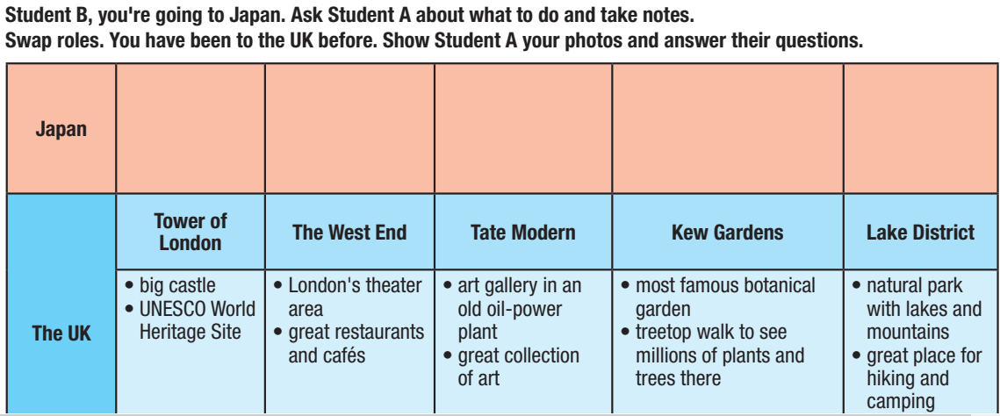 Student B, you're going to Japan. Ask Student A about what to do and take notes.
Swap roles. You have been to the UK before. Show Student A your photos and answer their questions.
Japan
The UK
Tower of
London
The West End
Tate Modern
Kew Gardens
Lake District
• big castle
• UNESCO World
Heritage Site
• London's theater
area
• great restaurants
and cafés
• art gallery in an
old oil-power
plant
• great collection
of art
• most famous botanical
garden
• treetop walk to see
millions of plants and
trees there
• natural park
with lakes and
mountains
• great place for
hiking and
camping